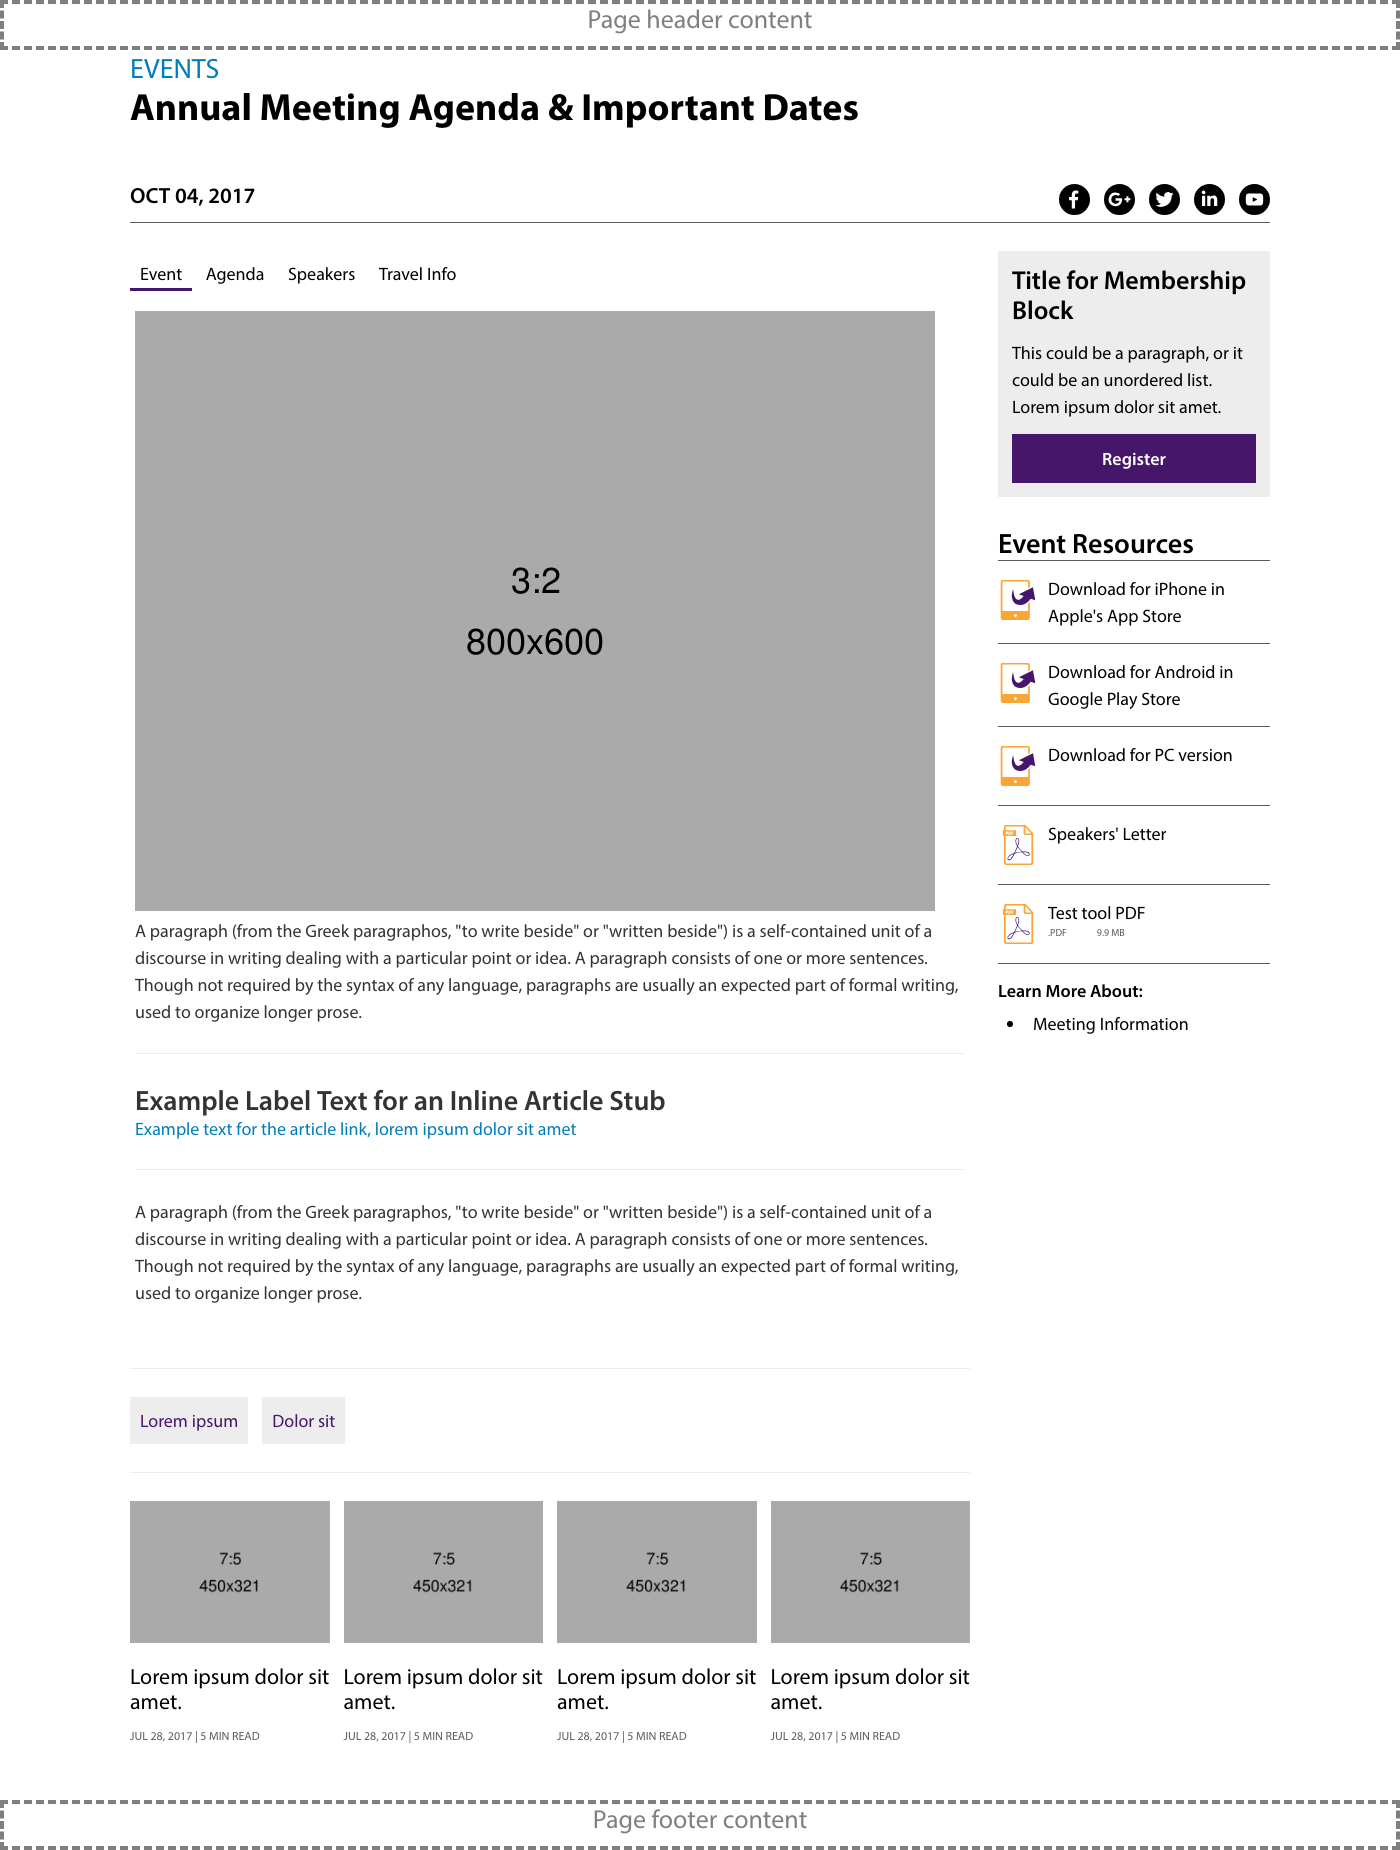 Page header content
EVENTS
Annual Meeting Agenda & Important Dates
OCT 04, 2017
Event Agenda Speakers Travel Info
3:2
800x600
A paragraph (from the Greek paragraphos, "to write beside" or "written beside") is a self-contained unit of a
discourse in writing dealing with a particular point or idea. A paragraph consists of one or more sentences.
Though not required by the syntax of any language, paragraphs are usually an expected part of formal writing,
used to organize longer prose.
Example Label Text for an Inline Article Stub
Example text for the article link, lorem ipsum dolor sit amet
A paragraph (from the Greek paragraphos, "to write beside" or "written beside") is a self-contained unit of a
discourse in writing dealing with a particular point or idea. A paragraph consists of one or more sentences.
Though not required by the syntax of any language, paragraphs are usually an expected part of formal writing,
used to organize longer prose.
Lorem ipsum
Dolor sit
7:5
450x321
Lorem ipsum dolor sit
amet.
JUL 28, 2017 | 5 MIN READ
7:5
450x321
Lorem ipsum dolor sit
amet.
JUL 28, 2017 | 5 MIN READ
7:5
450x321
Lorem ipsum dolor sit
amet.
JUL 28, 2017 | 5 MIN READ
7:5
450x321
Lorem ipsum dolor sit
amet.
JUL 28, 2017 | 5 MIN READ
Title for Membership
Block
This could be a paragraph, or it
could be an unordered list.
Lorem ipsum dolor sit amet.
Register
Event Resources
Download for iPhone in
Apple's App Store
Download for Android in
Google Play Store
Download for PC version
PDF
Speakers' Letter
PDF
Test tool PDF
.PDF 9.9 MB
Learn More About:
• Meeting Information
Page footer content